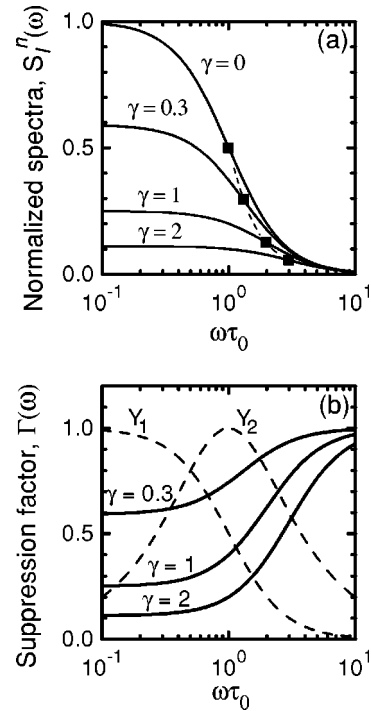 Normalized spectra, S_I^n(ω)
(a)
1.0
γ = 0
γ = 0.3
0.5
γ = 1
γ = 2
0.0
10^-1 10^0 10^1
ωτ_0
Suppression factor, Γ(ω)
(b)
Y_1 Y_2
1.0
γ = 0.3
0.5
γ = 1
γ = 2
0.0
10^-1 10^0 10^1
ωτ_0